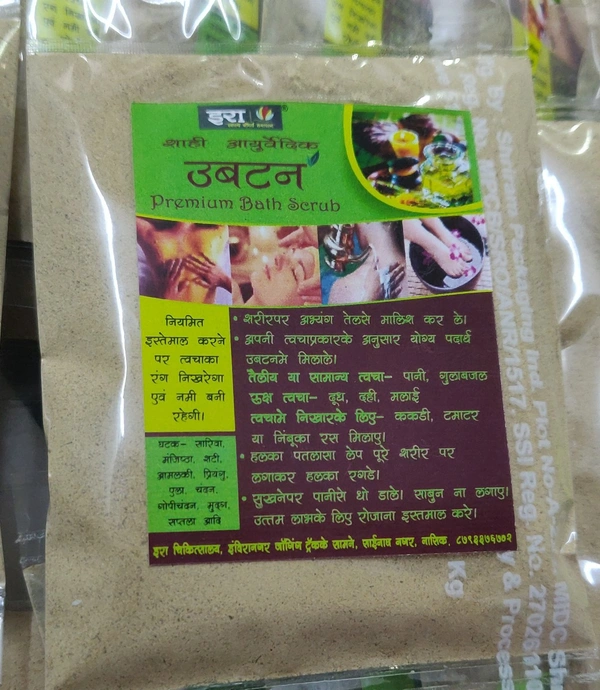 इरा
शाही आयुर्वेदिक
उबटन
Premium Bath Scrub
नियमित
इस्तेमाल करने
पर त्वचाका
रंग निखरेगा
एवं नमी बनी
रहेगी।
घटक- सारिवा,
मंजिष्ठा, शटी,
आमलकी, प्रियंगु,
एला, चंदन,
गोपीचंदन, मुद्ग,
सप्तला आदि
• शरीरपर अभ्यंग तेलसे मालिश कर ले।
• अपनी त्वचाप्रकारके अनुसार योग्य पदार्थ
उबटनमे मिलाले।
तैलीय या सामान्य त्वचा- पानी, गुलाबजल
रूक्ष त्वचा- दूध, दही, मलाई
त्वचामे निखारके लिए- ककडी, टमाटर
या निंबूका रस मिलाए।
• हलका पतलासा लेप पूरे शरीर पर
लगाकर हलका रगडे।
• सुखनेपर पानीसे धो डाले। साबुन ना लगाए।
उत्तम लाभके लिए रोजाना इस्तमाल करे।
इरा चिकित्सालय, इंदिरानगर जॉगिंग ट्रॅकके सामने, साईनाथ नगर, नासिक.
Kg